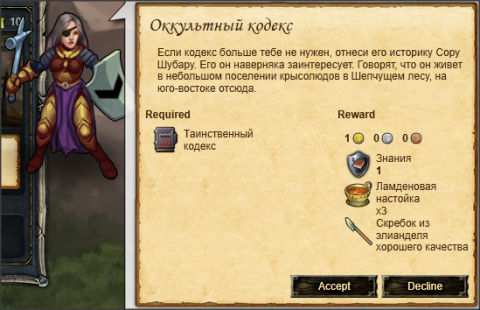 10
Оккультный кодекс
Если кодекс больше тебе не нужен, отнеси его историку Сору
Шубару. Его он наверняка заинтересует. Говорят, что он живет
в небольшом поселении крысолюдов в Шепчущем лесу, на
юго-востоке отсюда.
Required
Reward
Таинственный
кодекс
1 0 0
Знания
1
Ламденовая
настойка
x3
Скребок из
элианделя
хорошего качества
Accept
Decline